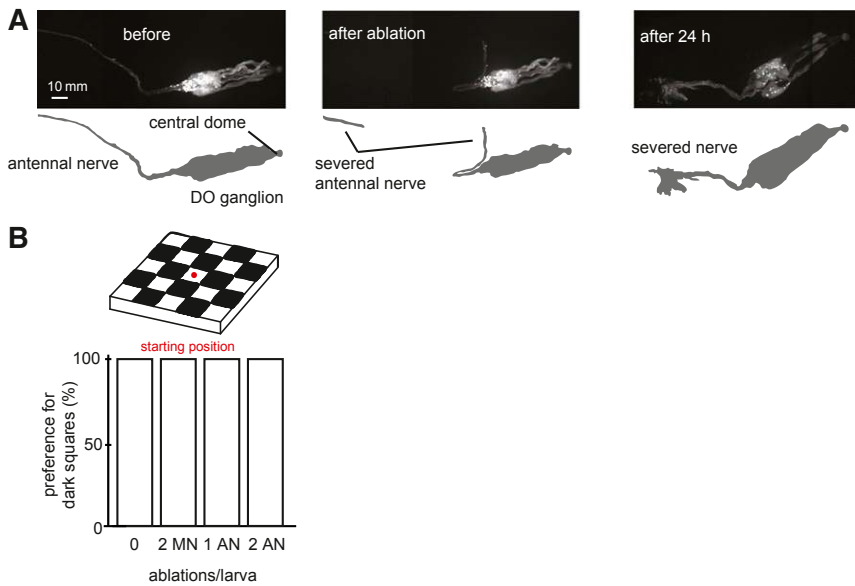 A
before
after ablation
after 24 h
10 mm
central dome
antennal nerve
DO ganglion
severed
antennal nerve
severed nerve
B
starting position
preference for
dark squares (%)
100
50
0
0 2 MN 1 AN 2 AN
ablations/larva